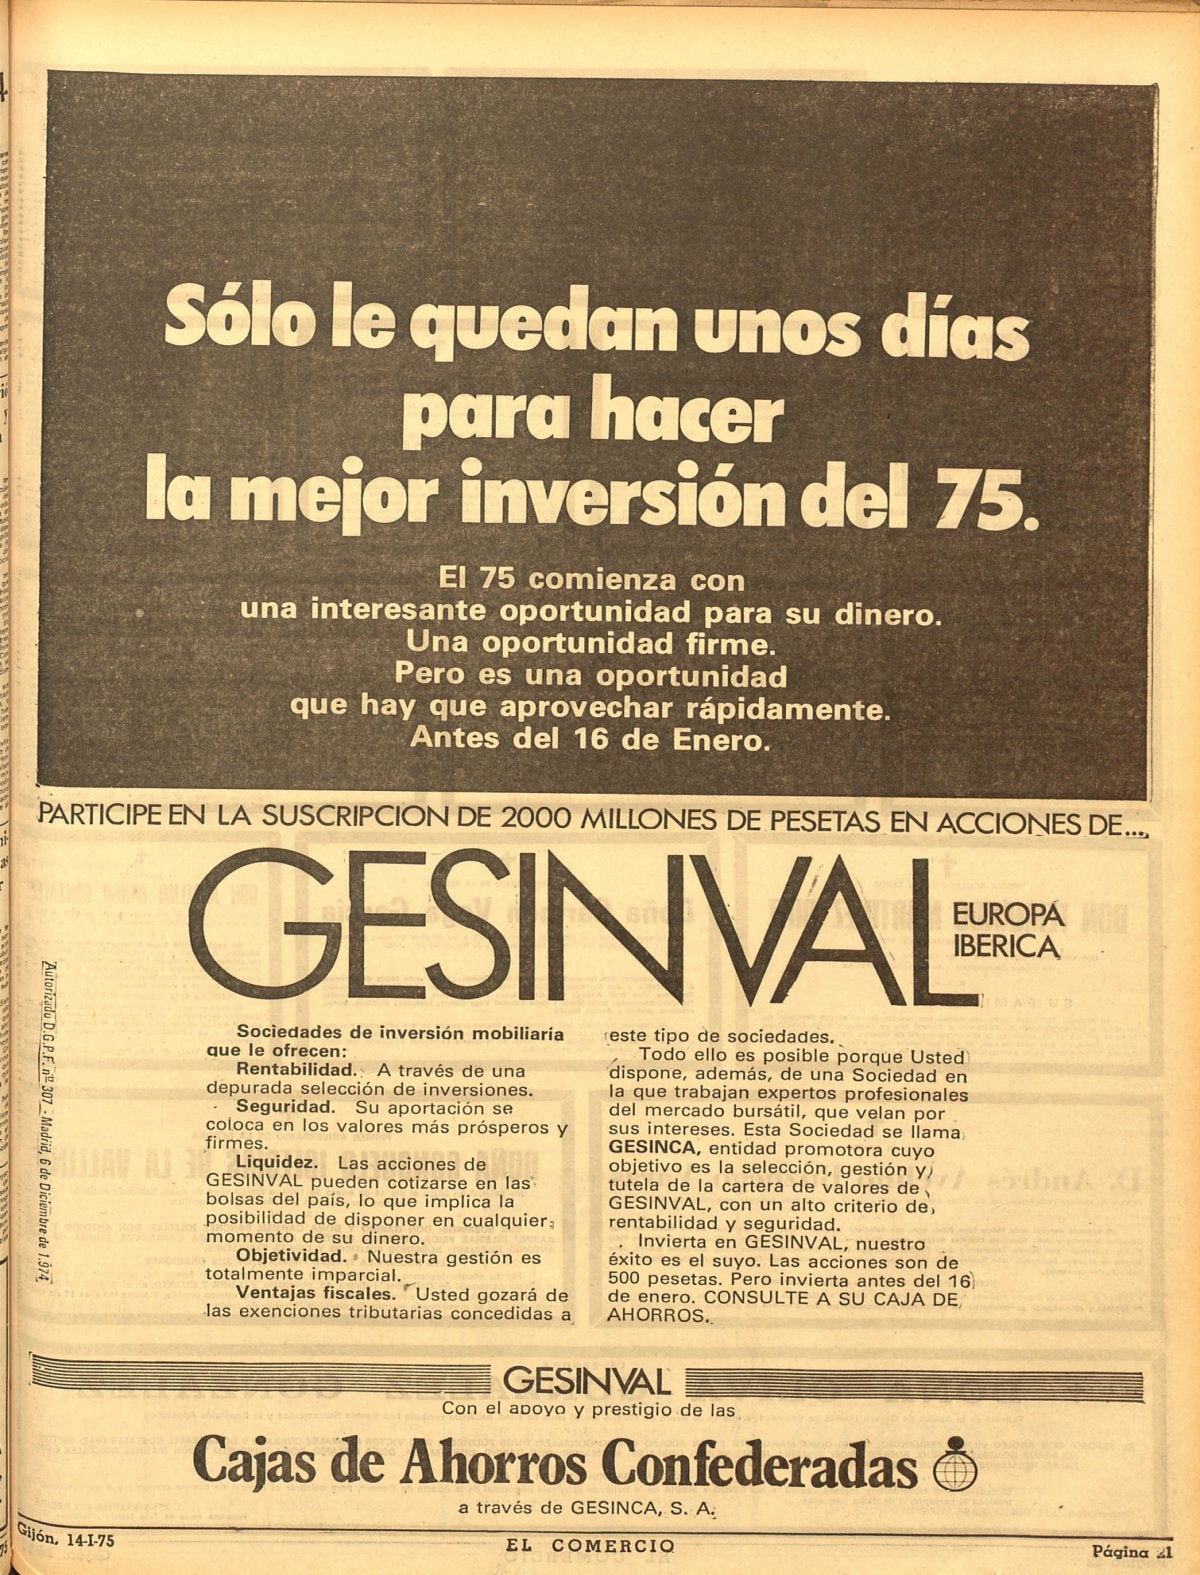 Sólo le quedan unos días
para hacer
la mejor inversión del 75.
El 75 comienza con
una interesante oportunidad para su dinero.
Una oportunidad firme.
Pero es una oportunidad
que hay que aprovechar rápidamente.
Antes del 16 de Enero.
PARTICIPE EN LA SUSCRIPCION DE 2000 MILLONES DE PESETAS EN ACCIONES DE...
GESINVAL
EUROPA
IBERICA
Autorizado D.G.P.F. nº 307 - Madrid, 6 de Diciembre de 1.974
Sociedades de inversión mobiliaria
que le ofrecen:
Rentabilidad. A través de una
depurada selección de inversiones.
Seguridad. Su aportación se
coloca en los valores más prósperos y
firmes.
Liquidez. Las acciones de
GESINVAL pueden cotizarse en las
bolsas del país, lo que implica la
posibilidad de disponer en cualquier
momento de su dinero.
Objetividad. Nuestra gestión es
totalmente imparcial.
Ventajas fiscales. Usted gozará de
las exenciones tributarias concedidas a
este tipo de sociedades.
Todo ello es posible porque Usted
dispone, además, de una Sociedad en
la que trabajan expertos profesionales
del mercado bursátil, que velan por
sus intereses. Esta Sociedad se llama
GESINCA, entidad promotora cuyo
objetivo es la selección, gestión y
tutela de la cartera de valores de
GESINVAL, con un alto criterio de
rentabilidad y seguridad.
Invierta en GESINVAL, nuestro
éxito es el suyo. Las acciones son de
500 pesetas. Pero invierta antes del 16
de enero. CONSULTE A SU CAJA DE
AHORROS.
GESINVAL
Con el apoyo y prestigio de las
Cajas de Ahorros Confederadas
a través de GESINCA, S. A.
Gijón, 14-I-75
EL COMERCIO
Página 21